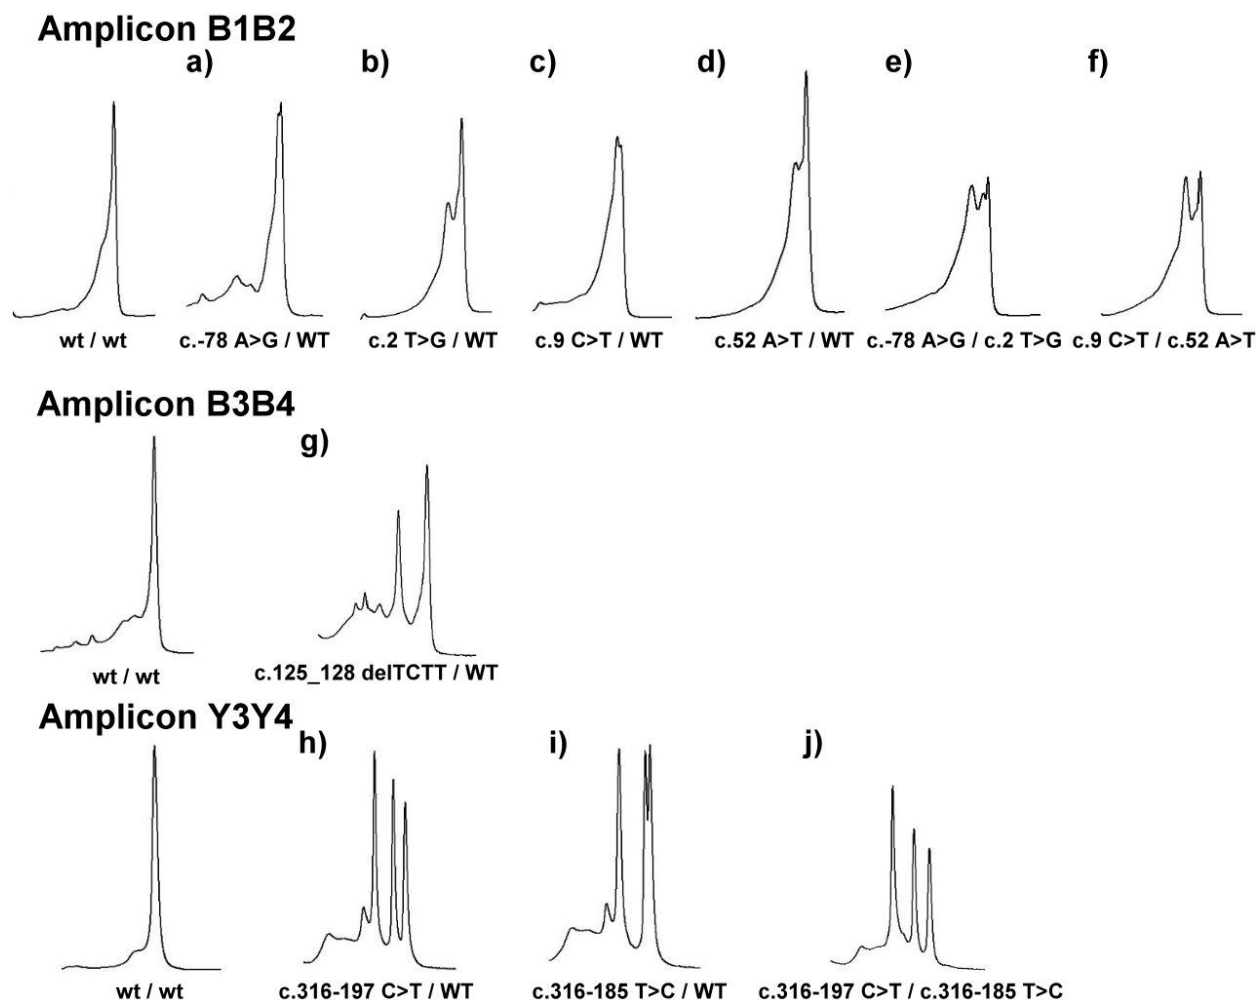 Amplicon B1B2
a) b) c) d) e) f)
wt / wt c.-78 A>G / WT c.2 T>G / WT c.9 C>T / WT c.52 A>T / WT c.-78 A>G / c.2 T>G c.9 C>T / c.52 A>T
Amplicon B3B4
g)
wt / wt c.125_128 delTCTT / WT
Amplicon Y3Y4
h) i) j)
wt / wt c.316-197 C>T / WT c.316-185 T>C / WT c.316-197 C>T / c.316-185 T>C